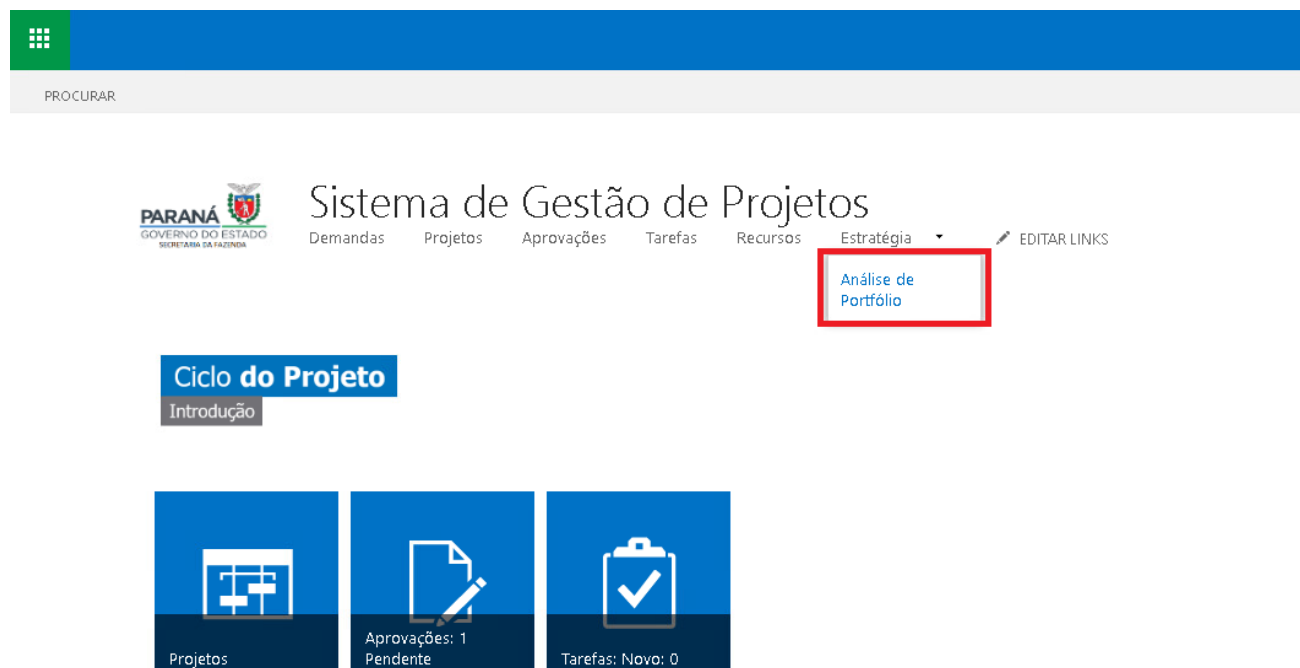 PROCURAR
PARANÁ
GOVERNO DO ESTADO
SECRETARIA DA FAZENDA
Sistema de Gestão de Projetos
Demandas Projetos Aprovações Tarefas Recursos Estratégia EDITAR LINKS
Análise de
Portfólio
Ciclo do Projeto
Introdução
Projetos
Aprovações: 1
Pendente
Tarefas: Novo: 0